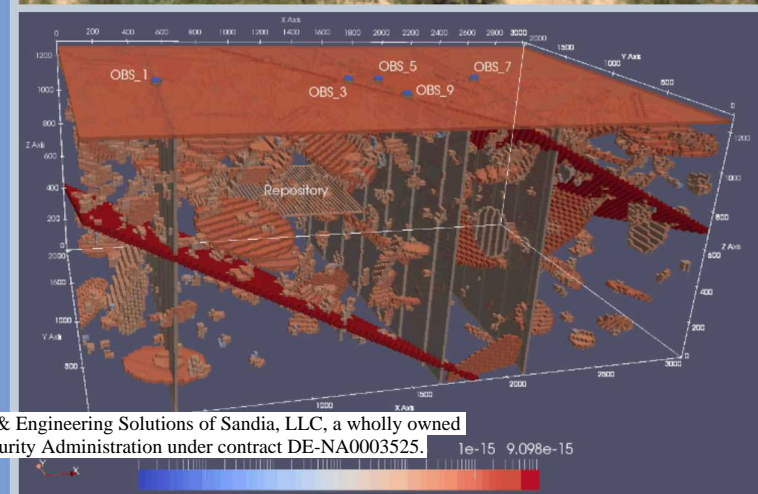 X Axis
0 200 400 600 800 1000 1200 1400 1600 1800 2000 2200 2400 2600 2800 3000
2000 1500 1000 500 0
Y Axis
OBS_1
OBS_3
OBS_5
OBS_9
OBS_7
1200
1000
800
600
400
200
0
Z Axis
Repository
1200
1000
800
600
400
200
0
Z Axis
2000
1500
1000
500
Y Axis
1000 1500 2000 2500 3000
X Axis
& Engineering Solutions of Sandia, LLC, a wholly owned
urity Administration under contract DE-NA0003525.
1e-15 9.098e-15
Y
X